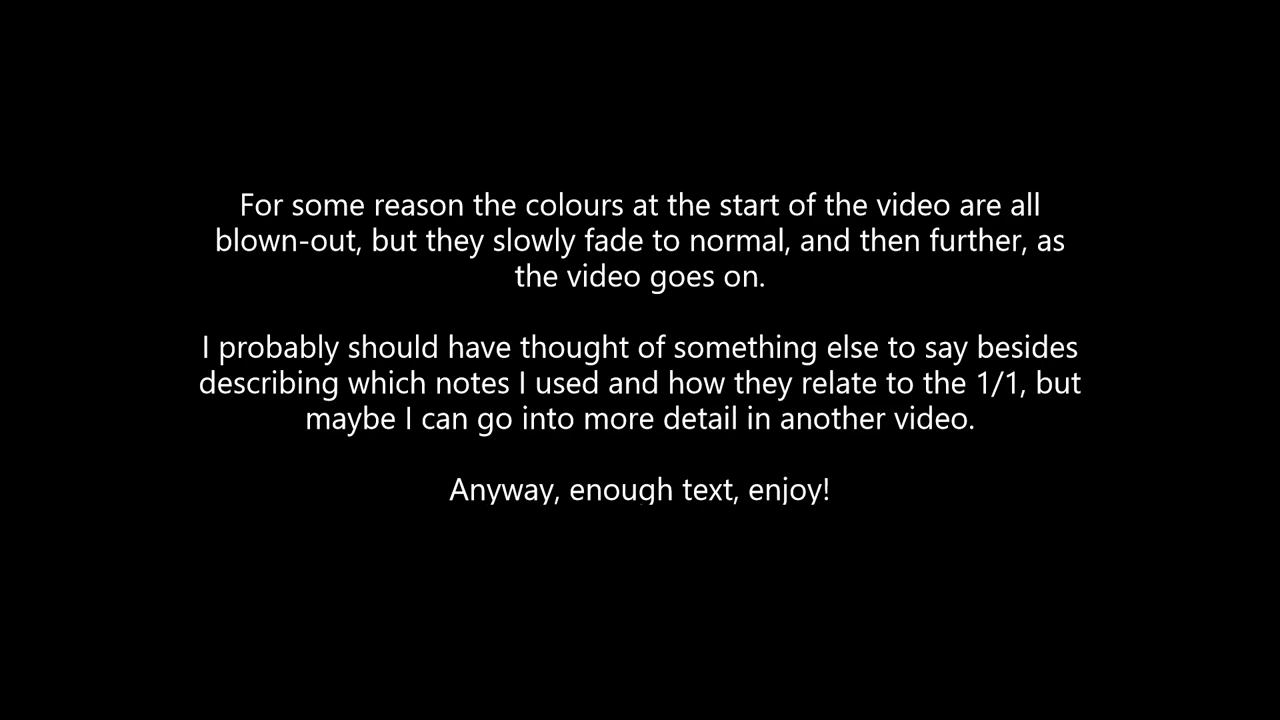 For some reason the colours at the start of the video are all
blown-out, but they slowly fade to normal, and then further, as
the video goes on.
I probably should have thought of something else to say besides
describing which notes I used and how they relate to the 1/1, but
maybe I can go into more detail in another video.
Anyway, enough text, enjoy!